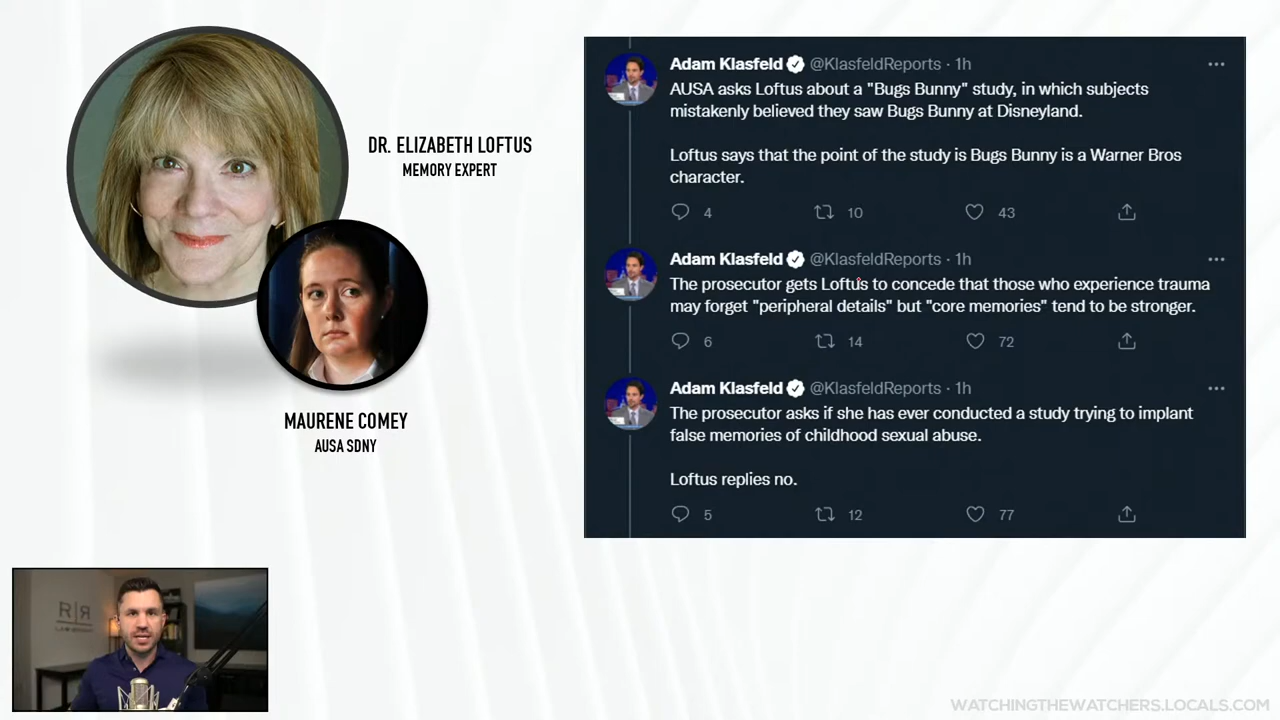 DR. ELIZABETH LOFTUS
MEMORY EXPERT
MAURENE COMEY
AUSA SDNY
Adam Klasfeld @KlasfeldReports · 1h
AUSA asks Loftus about a "Bugs Bunny" study, in which subjects
mistakenly believed they saw Bugs Bunny at Disneyland.
Loftus says that the point of the study is Bugs Bunny is a Warner Bros
character.
4 10 43
Adam Klasfeld @KlasfeldReports · 1h
The prosecutor gets Loftus to concede that those who experience trauma
may forget "peripheral details" but "core memories" tend to be stronger.
6 14 72
Adam Klasfeld @KlasfeldReports · 1h
The prosecutor asks if she has ever conducted a study trying to implant
false memories of childhood sexual abuse.
Loftus replies no.
5 12 77
R|R
WATCHINGTHEWATCHERS.LOCALS.COM